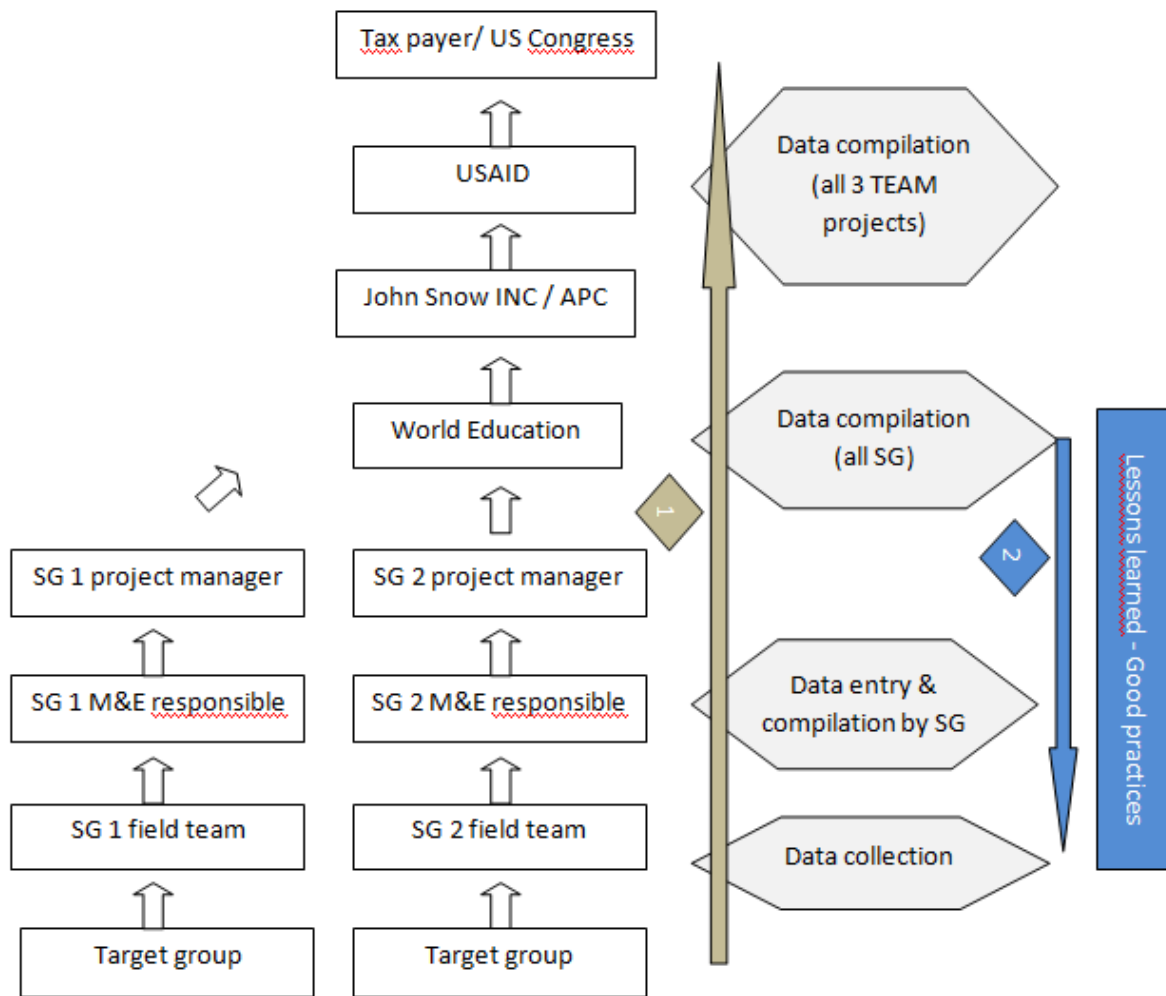 Tax payer/ US Congress
USAID
John Snow INC / APC
World Education
SG 1 project manager
SG 2 project manager
SG 1 M&E responsible
SG 2 M&E responsible
SG 1 field team
SG 2 field team
Target group
Target group
1
Data compilation
(all 3 TEAM
projects)
Data compilation
(all SG)
Data entry &
compilation by SG
Data collection
2
Lessons learned - Good practices